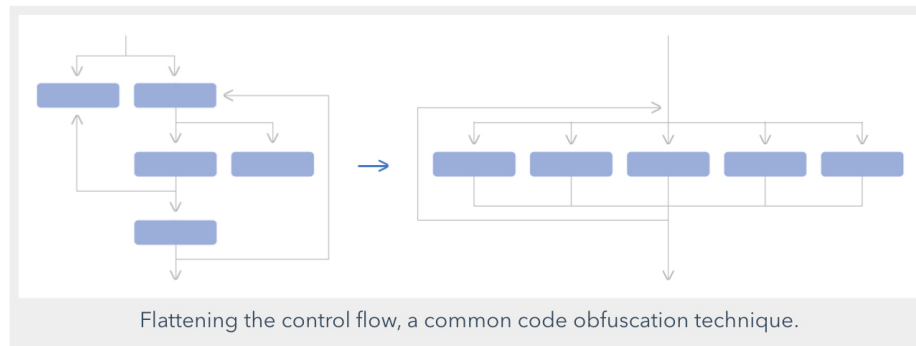 Flattening the control flow, a common code obfuscation technique.